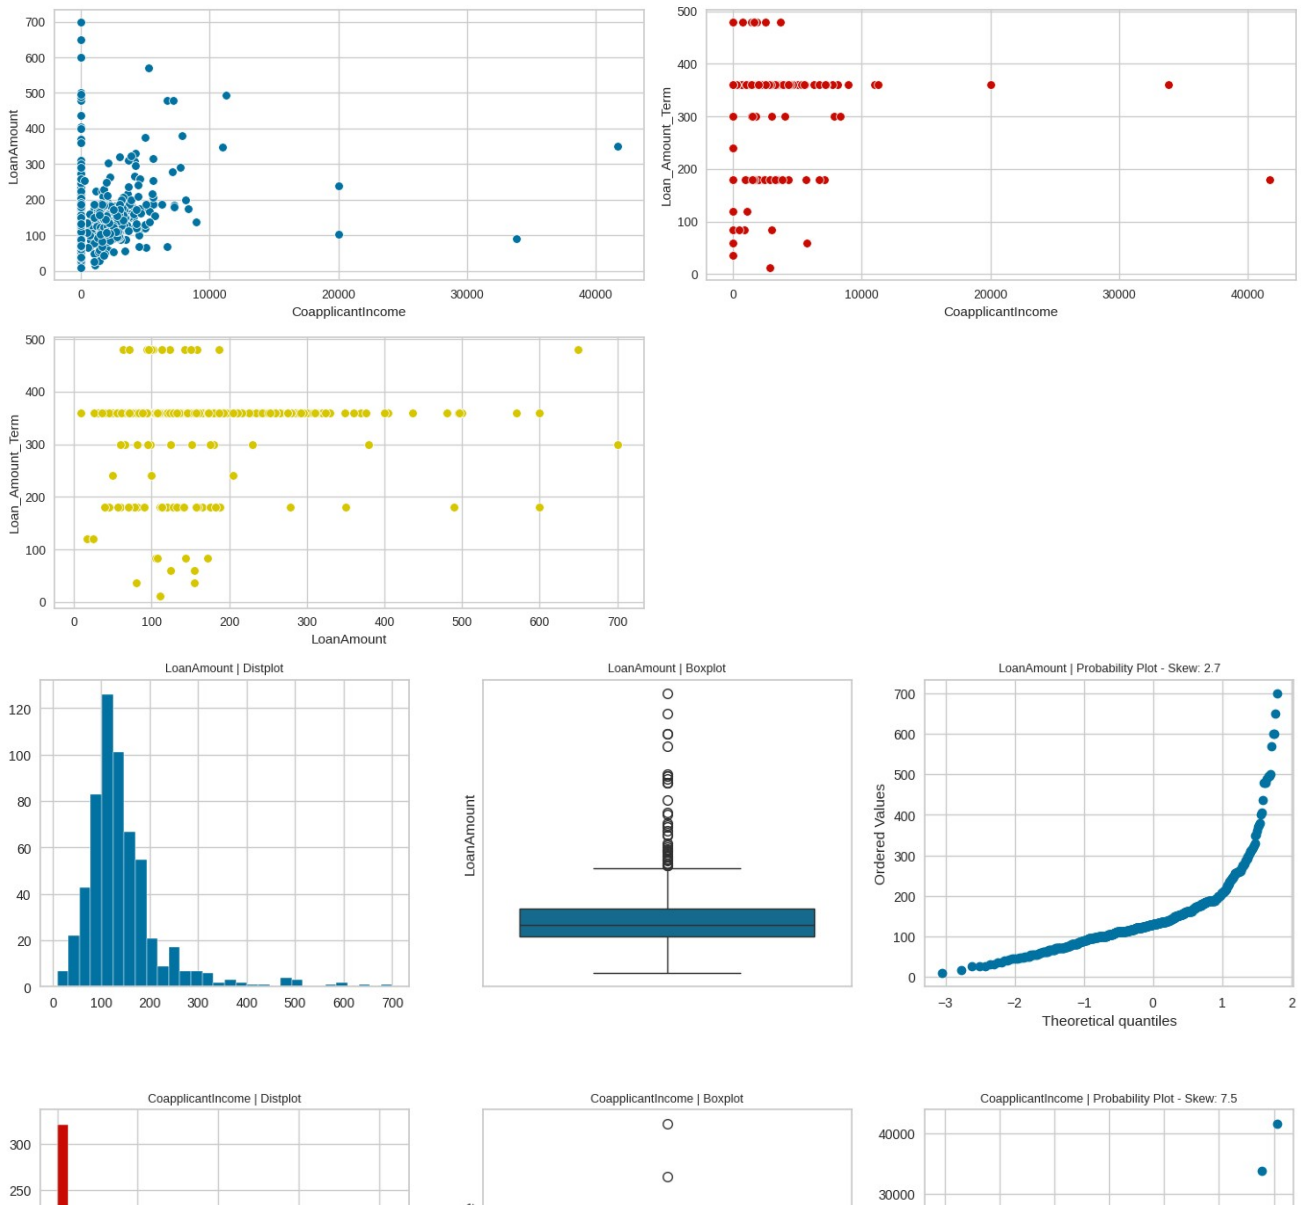 700
600
500
400
300
200
100
0
LoanAmount
0 10000 20000 30000 40000
CoapplicantIncome
500
400
300
200
100
0
Loan_Amount_Term
0 10000 20000 30000 40000
CoapplicantIncome
500
400
300
200
100
0
Loan_Amount_Term
0 100 200 300 400 500 600 700
LoanAmount
LoanAmount | Distplot
120
100
80
60
40
20
0
0 100 200 300 400 500 600 700
LoanAmount | Boxplot
LoanAmount
LoanAmount | Probability Plot - Skew: 2.7
700
600
500
400
300
200
100
0
Ordered Values
−3 −2 −1 0 1 2
Theoretical quantiles
CoapplicantIncome | Distplot
300
250
CoapplicantIncome | Boxplot
CoapplicantIncome | Probability Plot - Skew: 7.5
40000
30000